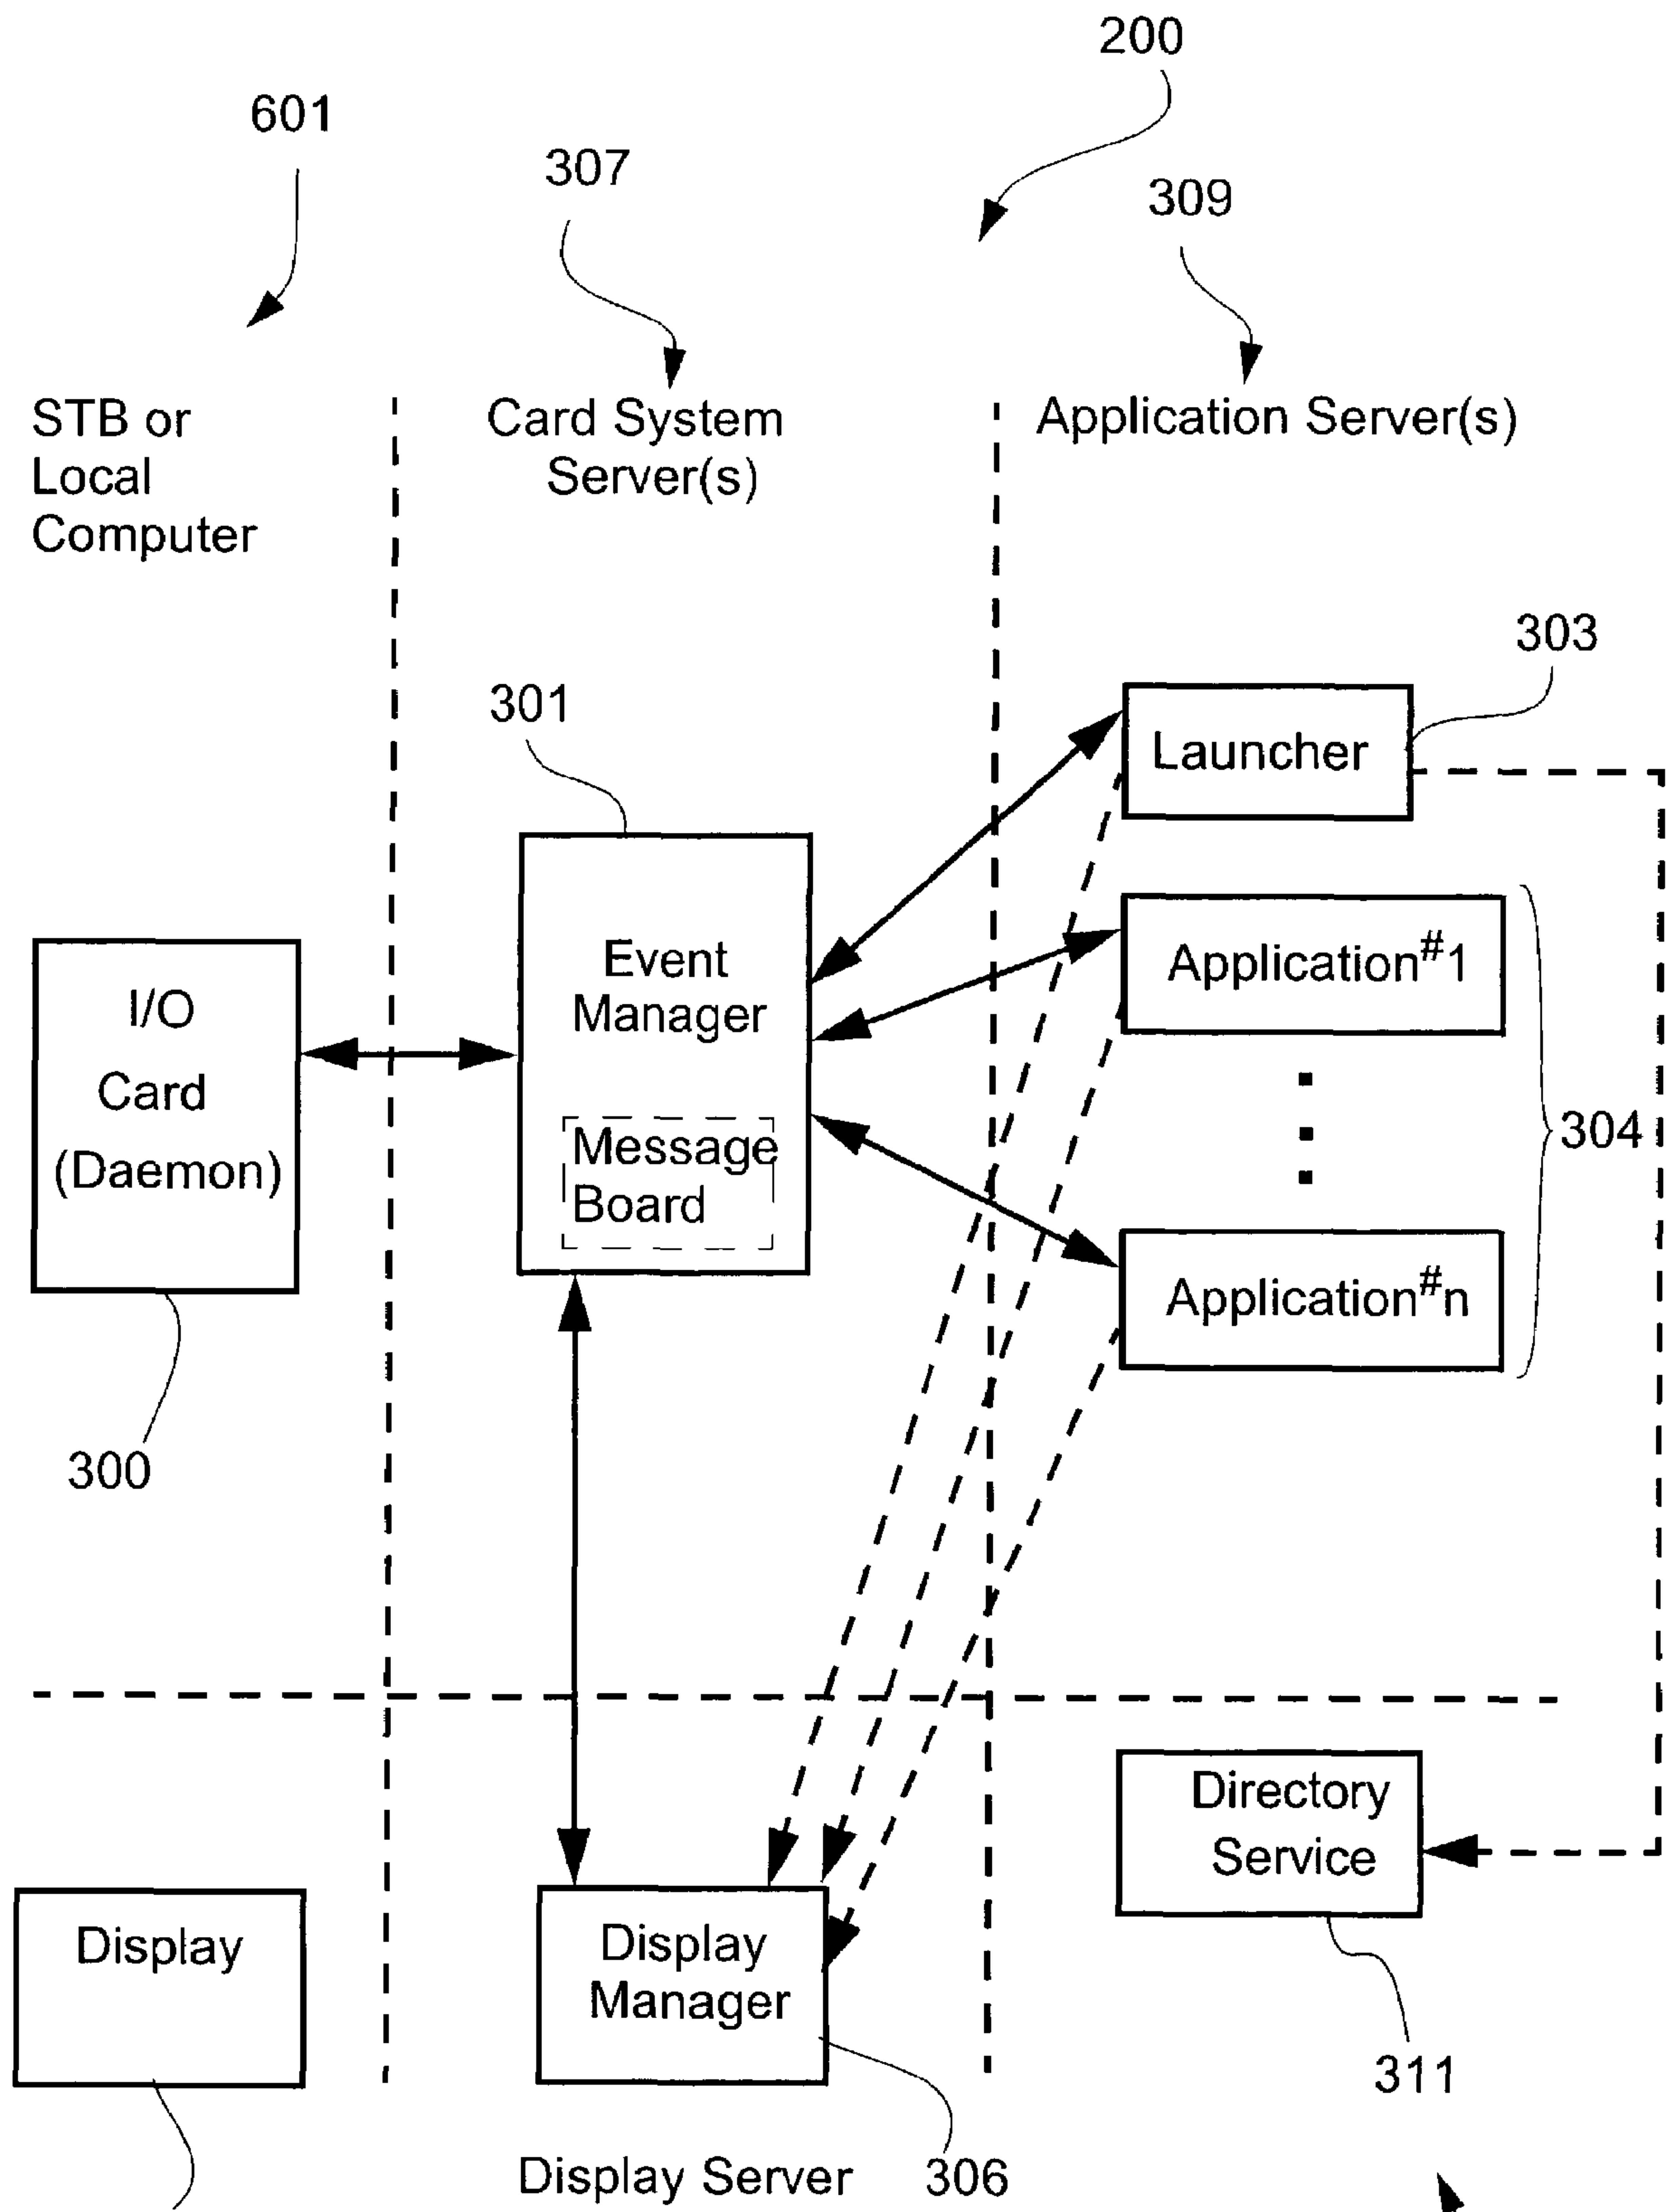 200
601
307
309
STB or
Local
Computer
Card System
Server(s)
Application Server(s)
303
301
Launcher
Event
Manager
Message
Board
Application#1
I/O
Card
(Daemon)
304
Application#n
300
Directory
Service
Display
Display
Manager
311
306
Display Server